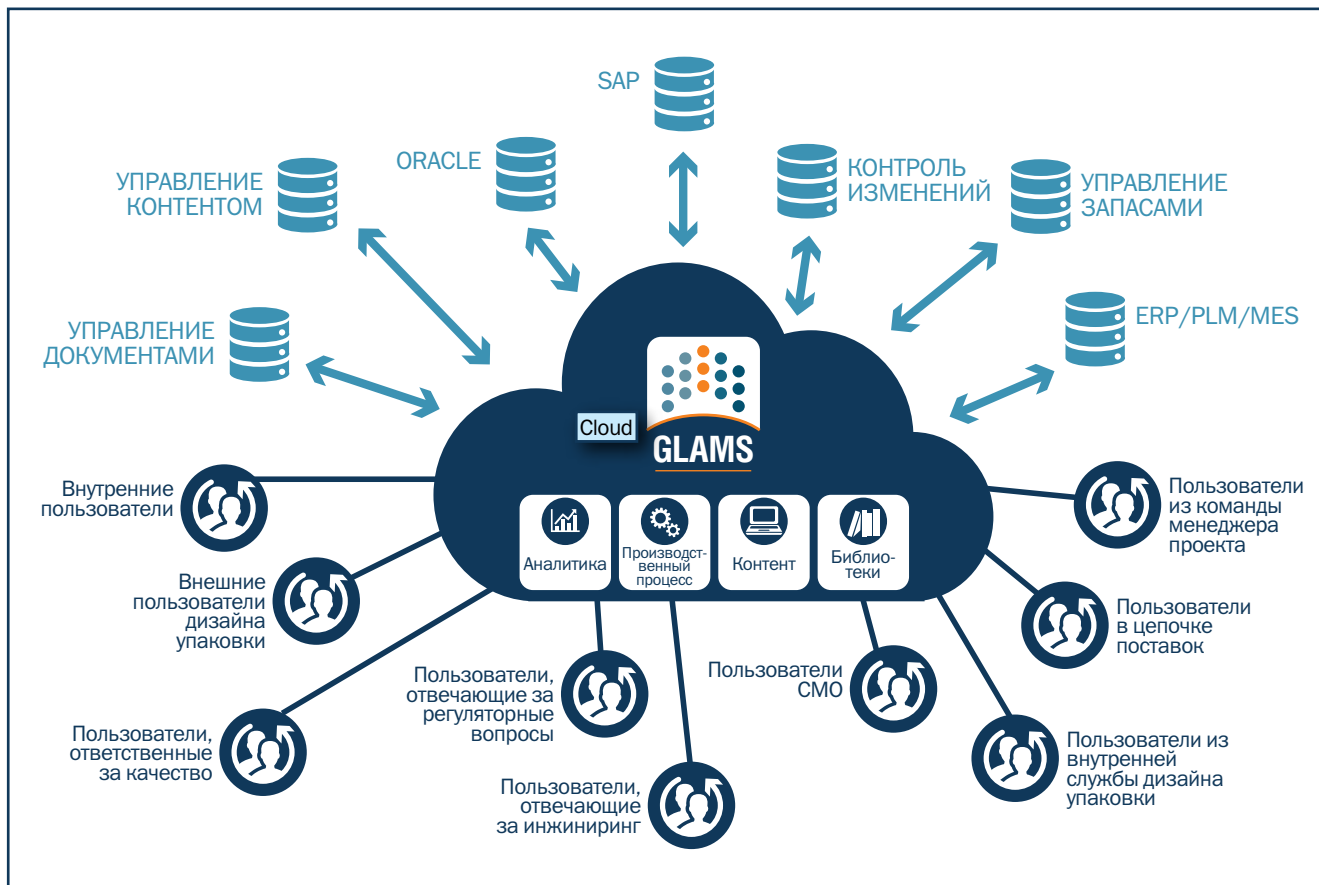 SAP
ORACLE
КОНТРОЛЬ
ИЗМЕНЕНИЙ
УПРАВЛЕНИЕ
КОНТЕНТОМ
УПРАВЛЕНИЕ
ЗАПАСАМИ
УПРАВЛЕНИЕ
ДОКУМЕНТАМИ
ERP/PLM/MES
Cloud
GLAMS
Аналитика
Производст-
венный
процесс
Контент
Библио-
теки
Внутренние
пользователи
Внешние
пользователи
дизайна
упаковки
Пользователи,
ответственные
за качество
Пользователи,
отвечающие за
регуляторные
вопросы
Пользователи,
отвечающие
за инжиниринг
Пользователи
СМО
Пользователи из
внутренней
службы дизайна
упаковки
Пользователи
в цепочке
поставок
Пользователи
из команды
менеджера
проекта